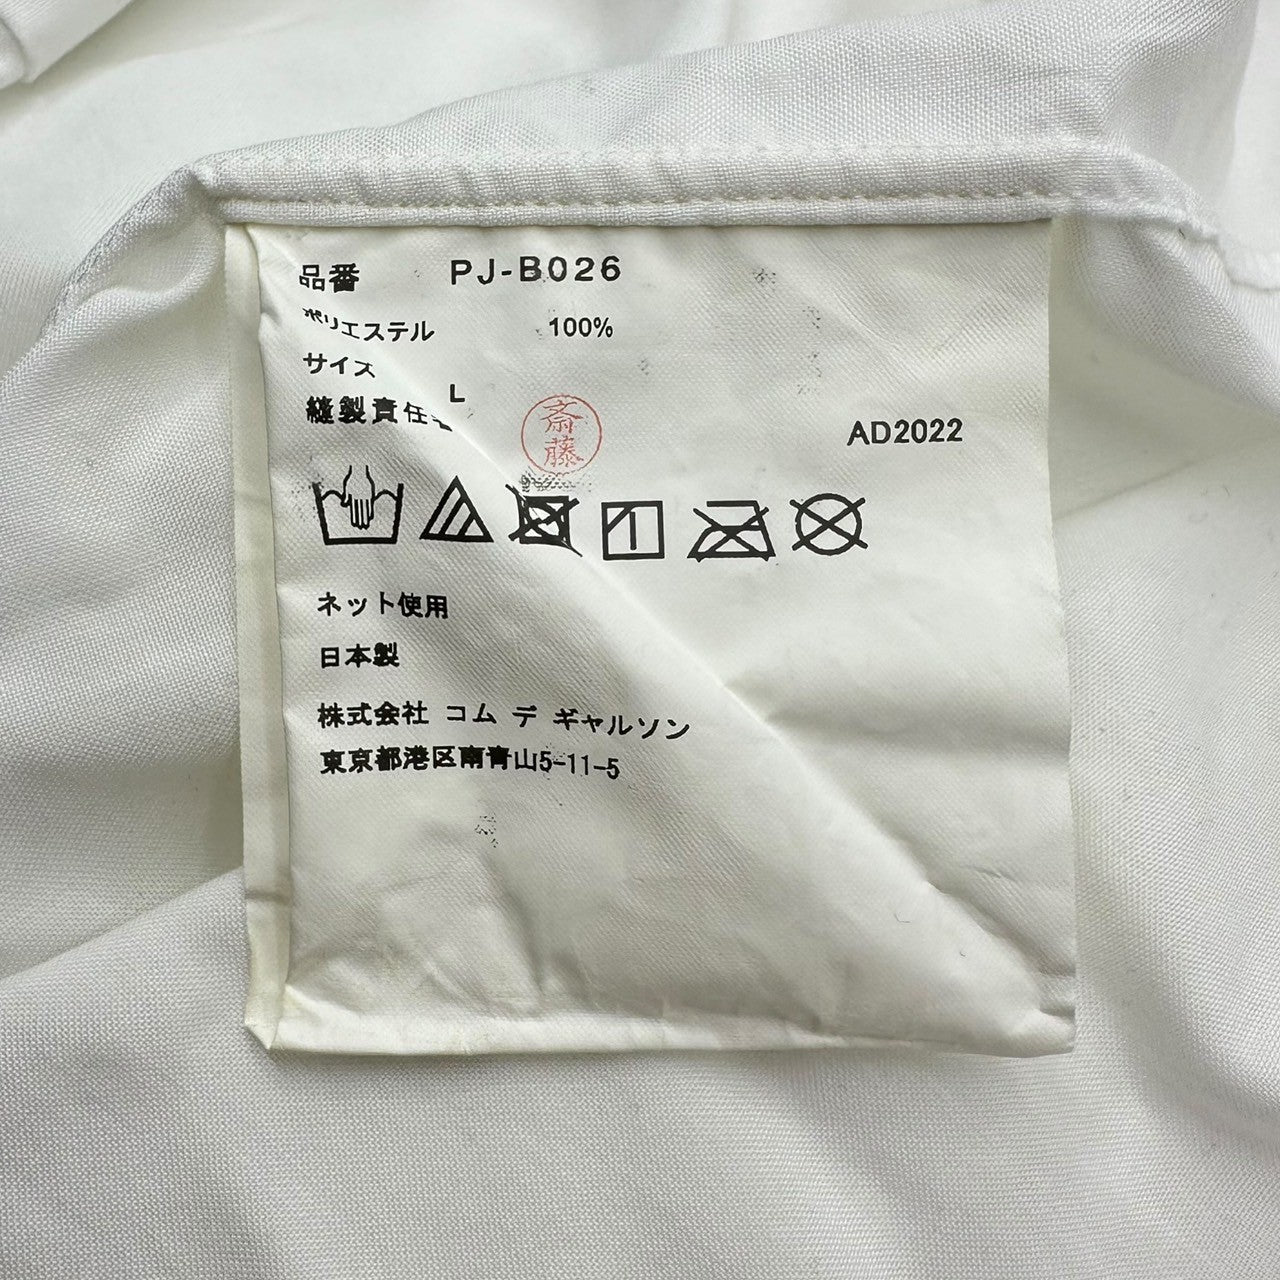 品番 PJ-B026
ポリエステル 100%
サイズ L
縫製責任者 斎藤
AD2022
ネット使用
日本製
株式会社 コム デ ギャルソン
東京都港区南青山5-11-5